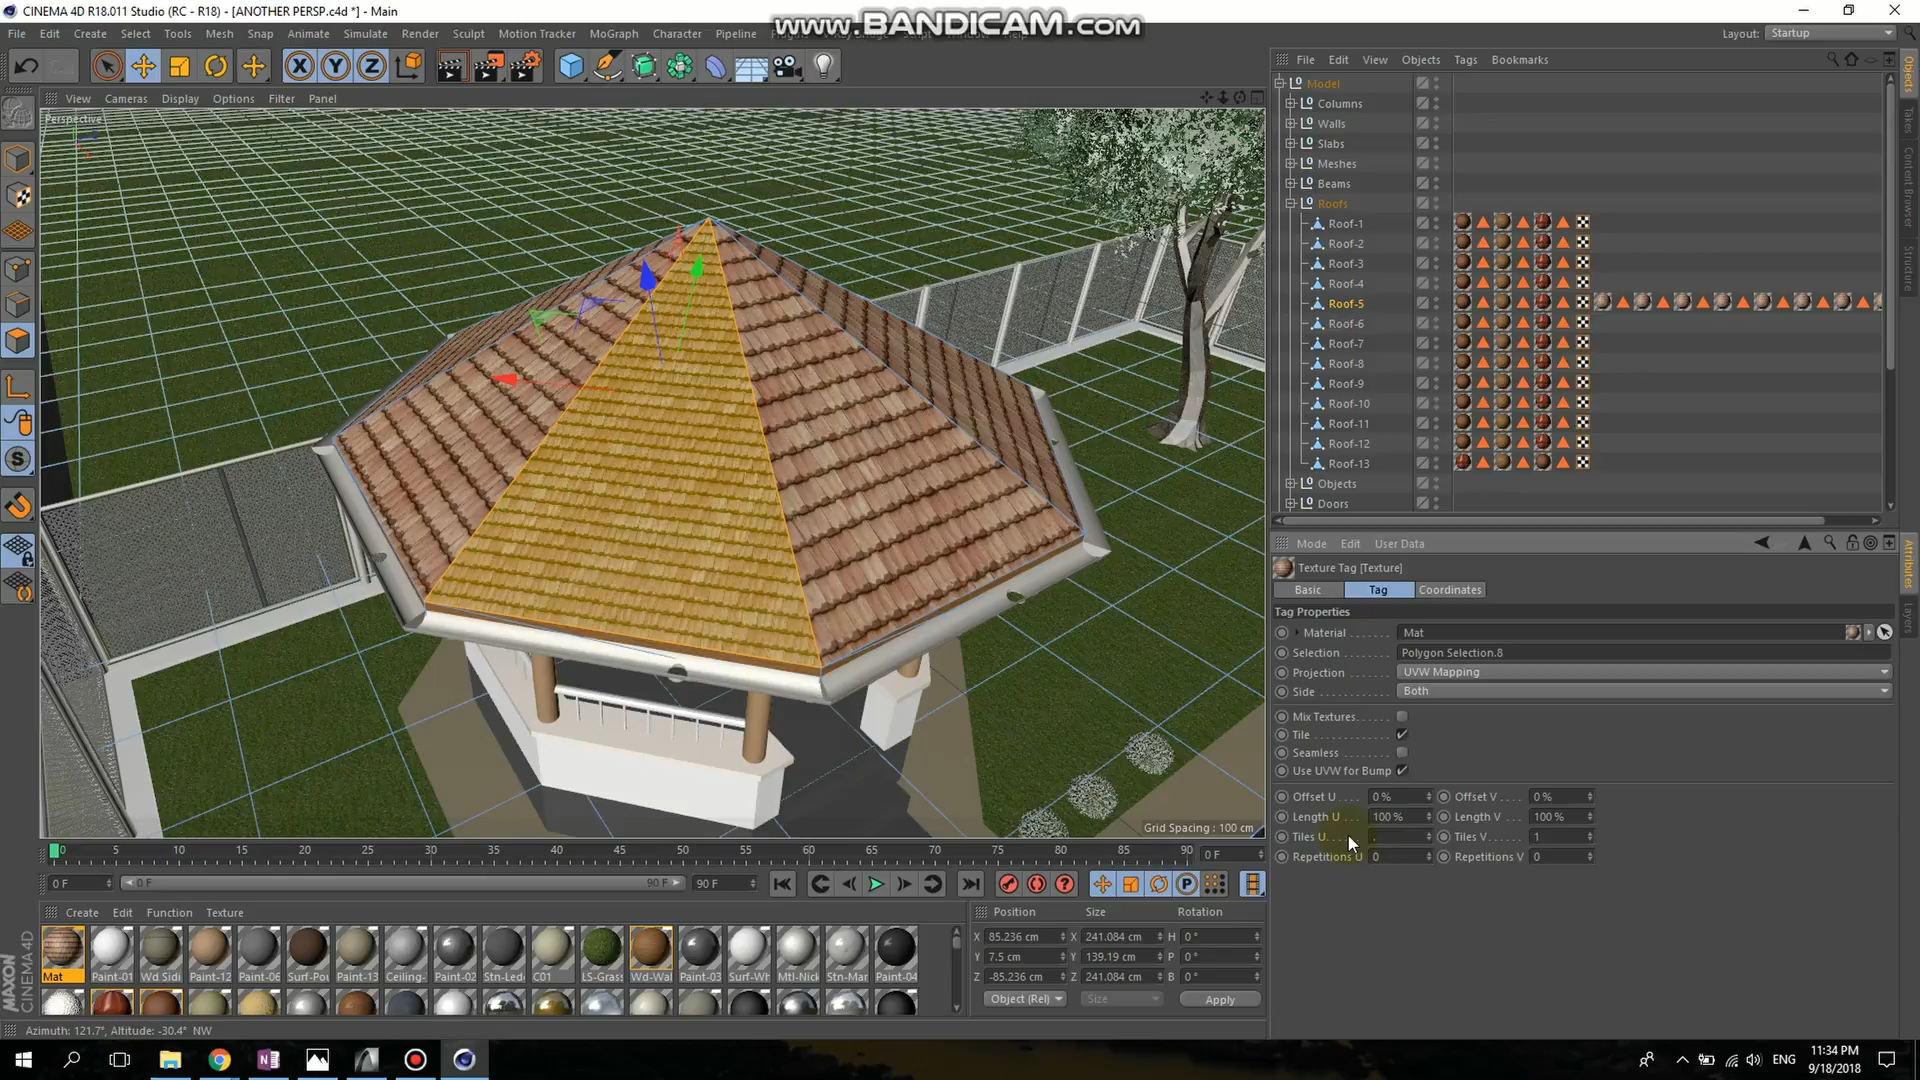 CINEMA 4D R18.011 Studio (RC - R18) - [ANOTHER PERSP.c4d *] - Main
www.BANDICAM.com
File Edit Create Select Tools Mesh Snap Animate Simulate Render Sculpt Motion Tracker MoGraph Character Pipeline
Layout: Startup
File Edit View Objects Tags Bookmarks
View Cameras Display Options Filter Panel
Perspective
Model
Columns
Walls
Slabs
Meshes
Beams
Roofs
Roof-1
Roof-2
Roof-3
Roof-4
Roof-5
Roof-6
Roof-7
Roof-8
Roof-9
Roof-10
Roof-11
Roof-12
Roof-13
Objects
Doors
Objects
Takes
Content Browser
Structure
Mode Edit User Data
Texture Tag [Texture]
Basic Tag Coordinates
Tag Properties
Material Mat
Selection Polygon Selection.8
Projection UVW Mapping
Side Both
Mix Textures
Tile
Seamless
Use UVW for Bump
Offset U 0 % Offset V 0 %
Length U 100 % Length V 100 %
Tiles U . Tiles V 1
Repetitions U 0 Repetitions V 0
Attributes
Layers
Grid Spacing : 100 cm
0 5 10 15 20 25 30 35 40 45 50 55 60 65 70 75 80 85 90 0 F
0 F 0 F 90 F 90 F
Create Edit Function Texture
Mat Paint-01 Wd Sidi Paint-12 Paint-06 Surf-Pou Paint-13 Ceiling- Paint-02 Stn-Led C01 LS-Grass Wd-Wal Paint-03 Surf-Wh Mtl-Nick Stn-Mar Paint-04
Position Size Rotation
X 85.236 cm X 241.084 cm H 0 °
Y 7.5 cm Y 139.19 cm P 0 °
Z -85.236 cm Z 241.084 cm B 0 °
Object (Rel) Size Apply
MAXON
CINEMA 4D
Azimuth: 121.7°, Altitude: -30.4° NW
ENG
11:34 PM
9/18/2018